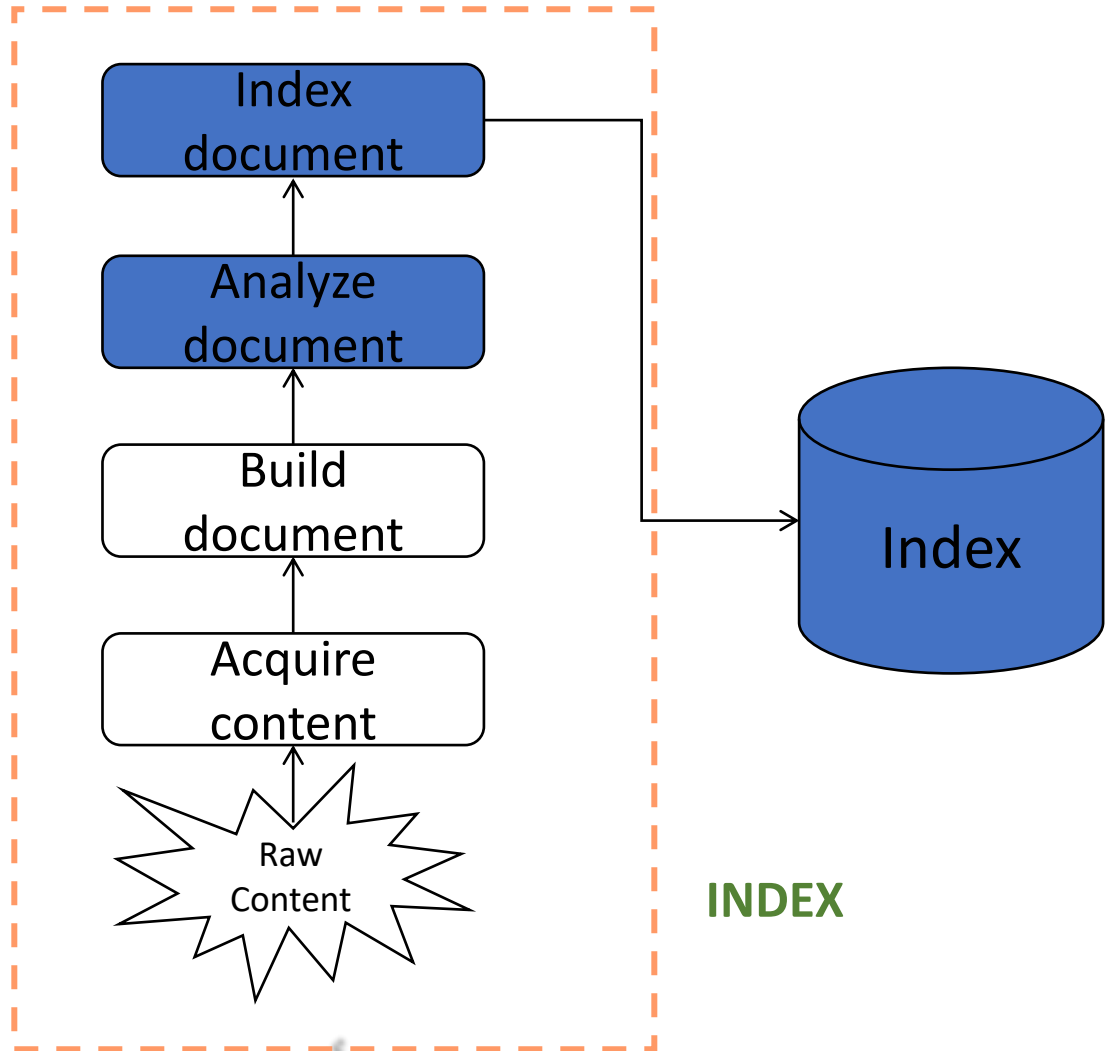 Index
document
Analyze
document
Build
document
Index
Acquire
content
Raw
Content
INDEX